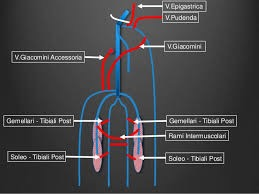 V.Epigastrica
V.Pudenda
V.Giacomini Accessoria
V.Giacomini
Gemellari - Tibiali Post
Gemellari - Tibiali Post
Rami Intermuscolari
Soleo - Tibiali Post
Soleo - Tibiali Post